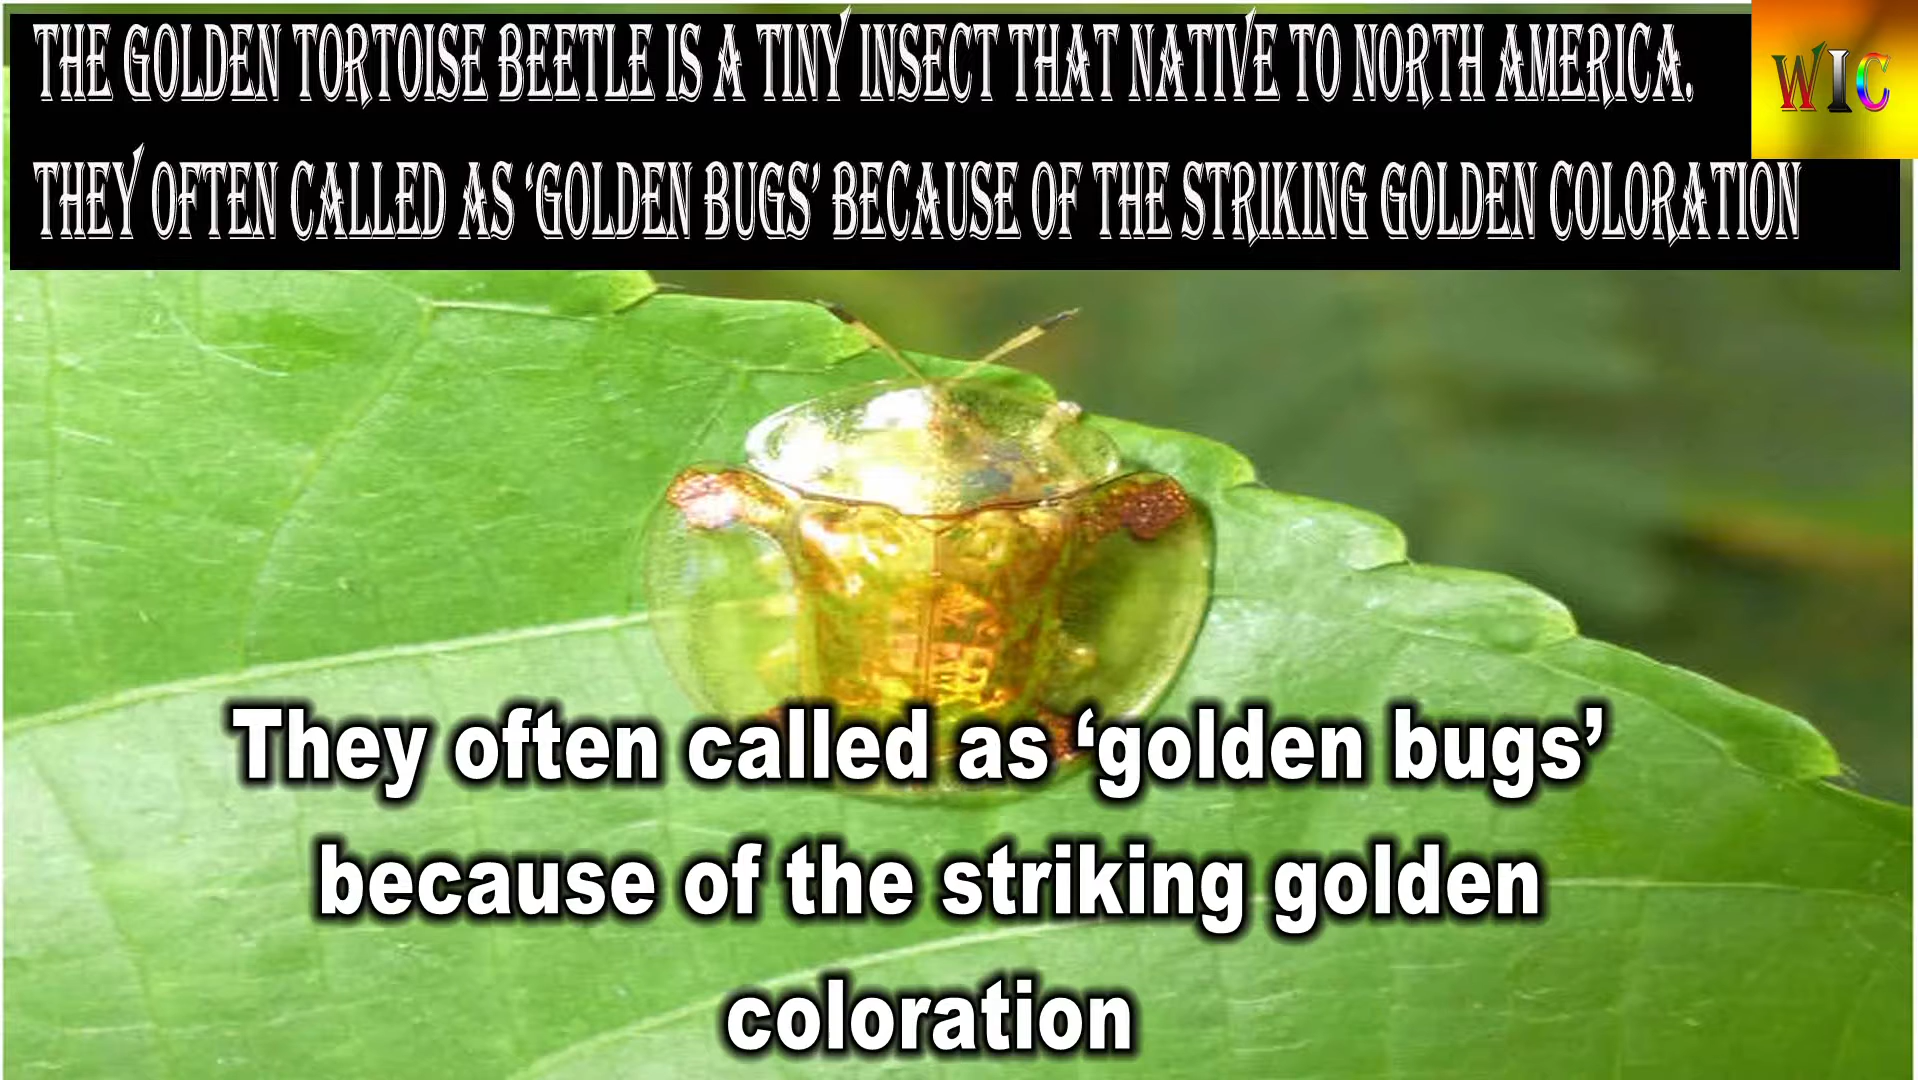 THE GOLDEN TORTOISE BEETLE IS A TINY INSECT THAT NATIVE TO NORTH AMERICA.
WIC
THEY OFTEN CALLED AS ‘GOLDEN BUGS’ BECAUSE OF THE STRIKING GOLDEN COLORATION
They often called as ‘golden bugs’
because of the striking golden
coloration